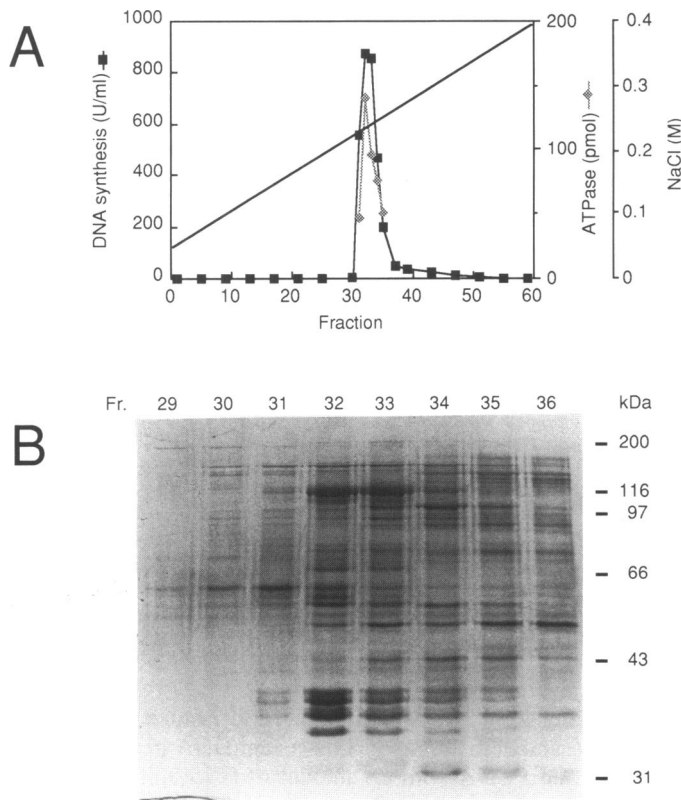 A
DNA synthesis (U/ml)
1000
800
600
400
200
0
0 10 20 30 40 50 60
Fraction
200
100
0
ATPase (pmol)
0.4
0.3
0.2
0.1
0
NaCl (M)
B
Fr. 29 30 31 32 33 34 35 36 kDa
200
116
97
66
43
31